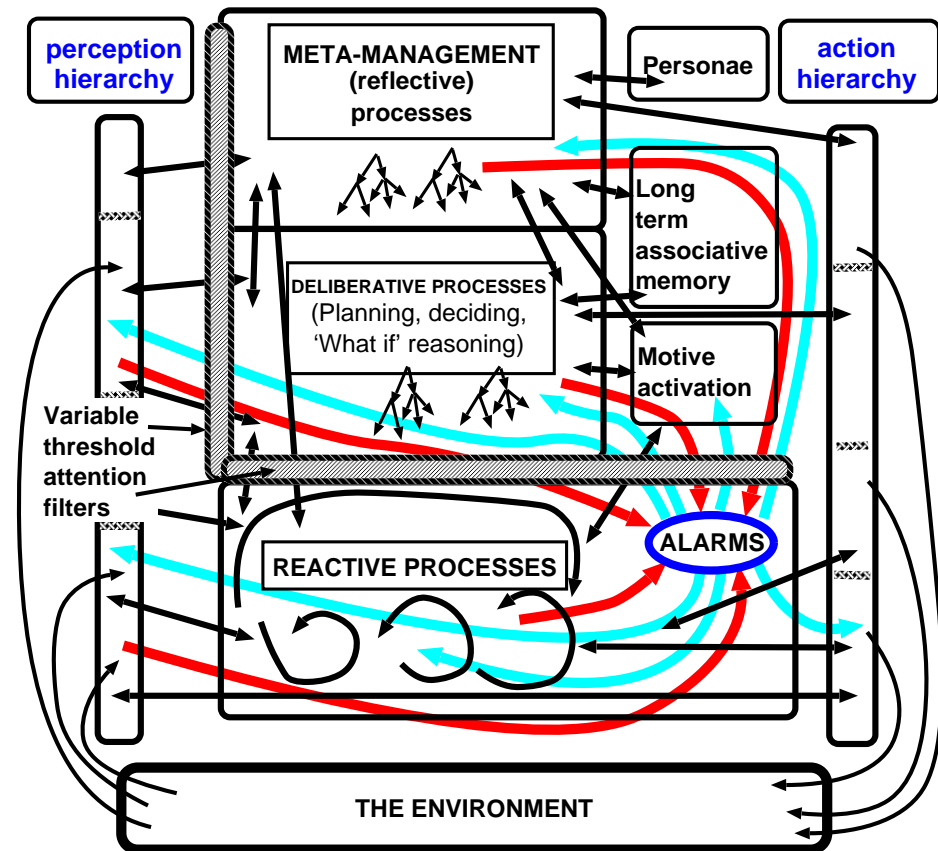 perception
hierarchy
META-MANAGEMENT
(reflective)
processes
Personae
action
hierarchy
Long
term
associative
memory
DELIBERATIVE PROCESSES
(Planning, deciding,
‘What if’ reasoning)
Motive
activation
Variable
threshold
attention
filters
ALARMS
REACTIVE PROCESSES
THE ENVIRONMENT